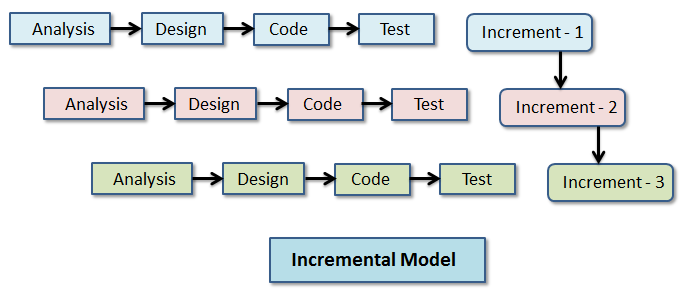 Analysis Design Code Test Increment - 1
Analysis Design Code Test Increment - 2
Analysis Design Code Test Increment - 3
Incremental Model